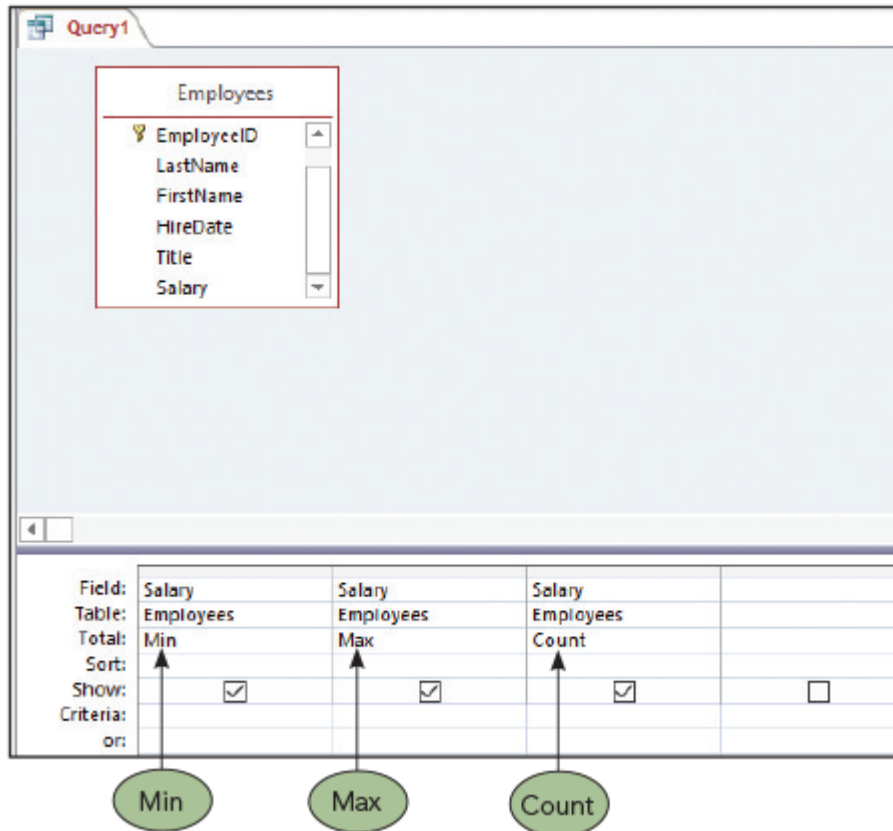 Query1
Employees
EmployeeID
LastName
FirstName
HireDate
Title
Salary
Field: Salary Salary Salary
Table: Employees Employees Employees
Total: Min Max Count
Sort:
Show:
Criteria:
or:
Min Max Count